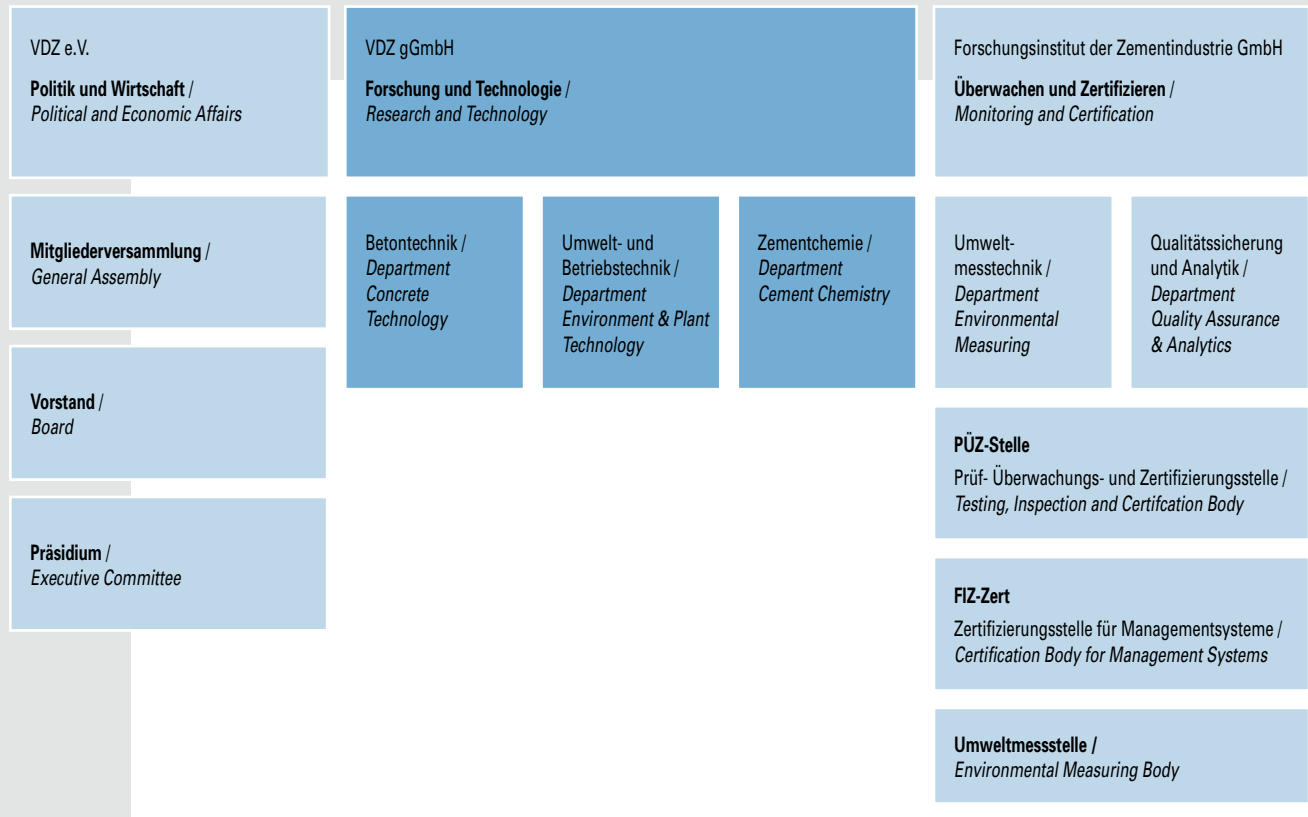 VDZ e.V.
Politik und Wirtschaft /
Political and Economic Affairs
VDZ gGmbH
Forschung und Technologie /
Research and Technology
Forschungsinstitut der Zementindustrie GmbH
Überwachen und Zertifizieren /
Monitoring and Certification
Mitgliederversammlung /
General Assembly
Vorstand /
Board
Präsidium /
Executive Committee
Betontechnik /
Department
Concrete
Technology
Umwelt- und
Betriebstechnik /
Department
Environment & Plant
Technology
Zementchemie /
Department
Cement Chemistry
Umwelt-
messtechnik /
Department
Environmental
Measuring
Qualitätssicherung
und Analytik /
Department
Quality Assurance
& Analytics
PÜZ-Stelle
Prüf- Überwachungs- und Zertifizierungsstelle /
Testing, Inspection and Certifcation Body
FIZ-Zert
Zertifizierungsstelle für Managementsysteme /
Certification Body for Management Systems
Umweltmessstelle /
Environmental Measuring Body